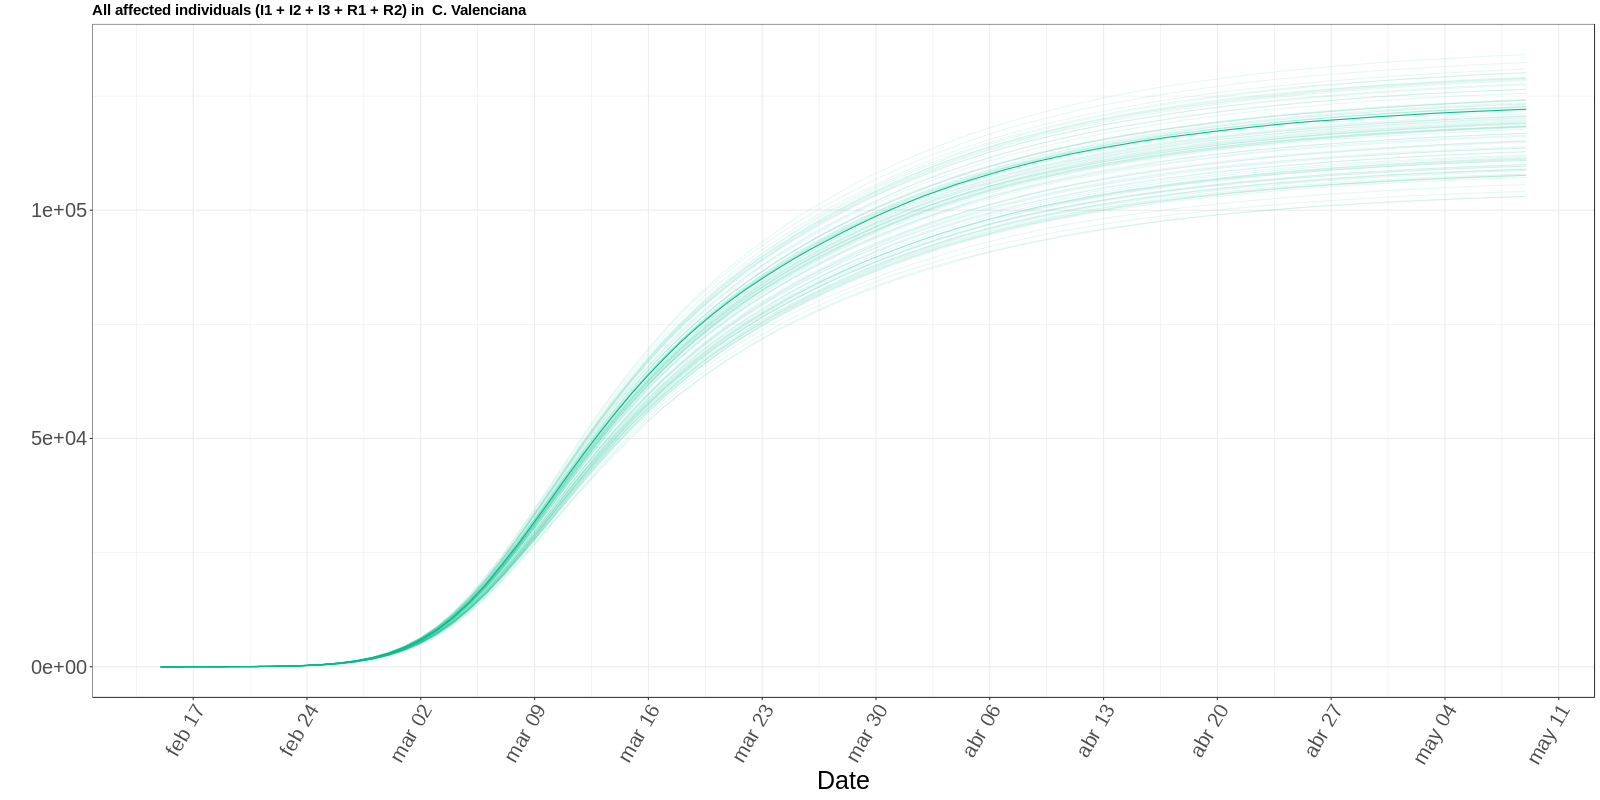 All affected individuals (I1 + I2 + I3 + R1 + R2) in  C. Valenciana
1e+05
5e+04
0e+00
feb 17
feb 24
mar 02
mar 09
mar 16
mar 23
mar 30
abr 06
abr 13
abr 20
abr 27
may 04
may 11
Date